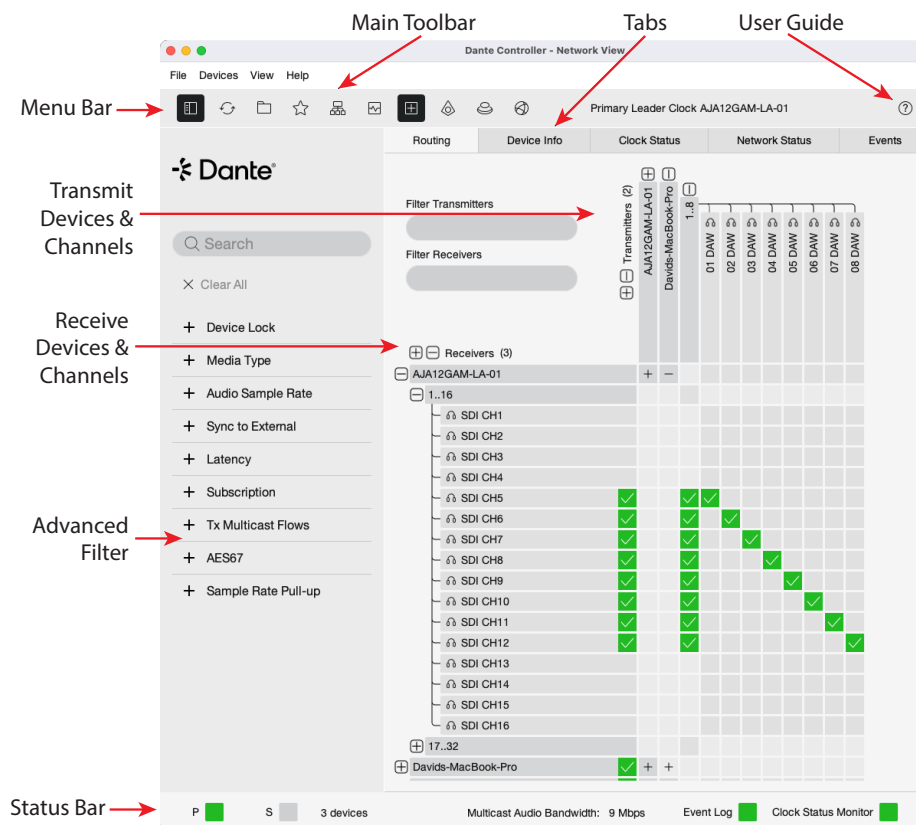 Main Toolbar
Tabs
User Guide
Dante Controller - Network View
File Devices View Help
Menu Bar
Primary Leader Clock AJA12GAM-LA-01
?
Routing Device Info Clock Status Network Status Events
Dante®
Transmit
Devices &
Channels
Search
Clear All
Filter Transmitters
Filter Receivers
Transmitters (2)
AJA12GAM-LA-01
Davids-MacBook-Pro
1..8
01 DAW
02 DAW
03 DAW
04 DAW
05 DAW
06 DAW
07 DAW
08 DAW
Receive
Devices &
Channels
+ Device Lock
+ Media Type
+ Audio Sample Rate
+ Sync to External
+ Latency
+ Subscription
+ Tx Multicast Flows
+ AES67
+ Sample Rate Pull-up
Advanced
Filter
Receivers (3)
AJA12GAM-LA-01 + −
1..16
SDI CH1
SDI CH2
SDI CH3
SDI CH4
SDI CH5
SDI CH6
SDI CH7
SDI CH8
SDI CH9
SDI CH10
SDI CH11
SDI CH12
SDI CH13
SDI CH14
SDI CH15
SDI CH16
17..32
Davids-MacBook-Pro + +
Status Bar
P S 3 devices Multicast Audio Bandwidth: 9 Mbps Event Log Clock Status Monitor